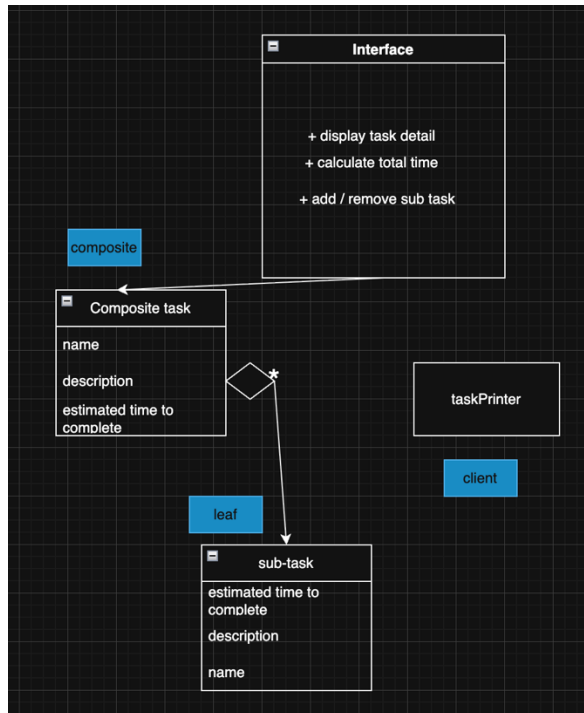 Interface
+ display task detail
+ calculate total time
+ add / remove sub task
composite
Composite task
name
description
*
estimated time to
complete
taskPrinter
client
leaf
sub-task
estimated time to
complete
description
name